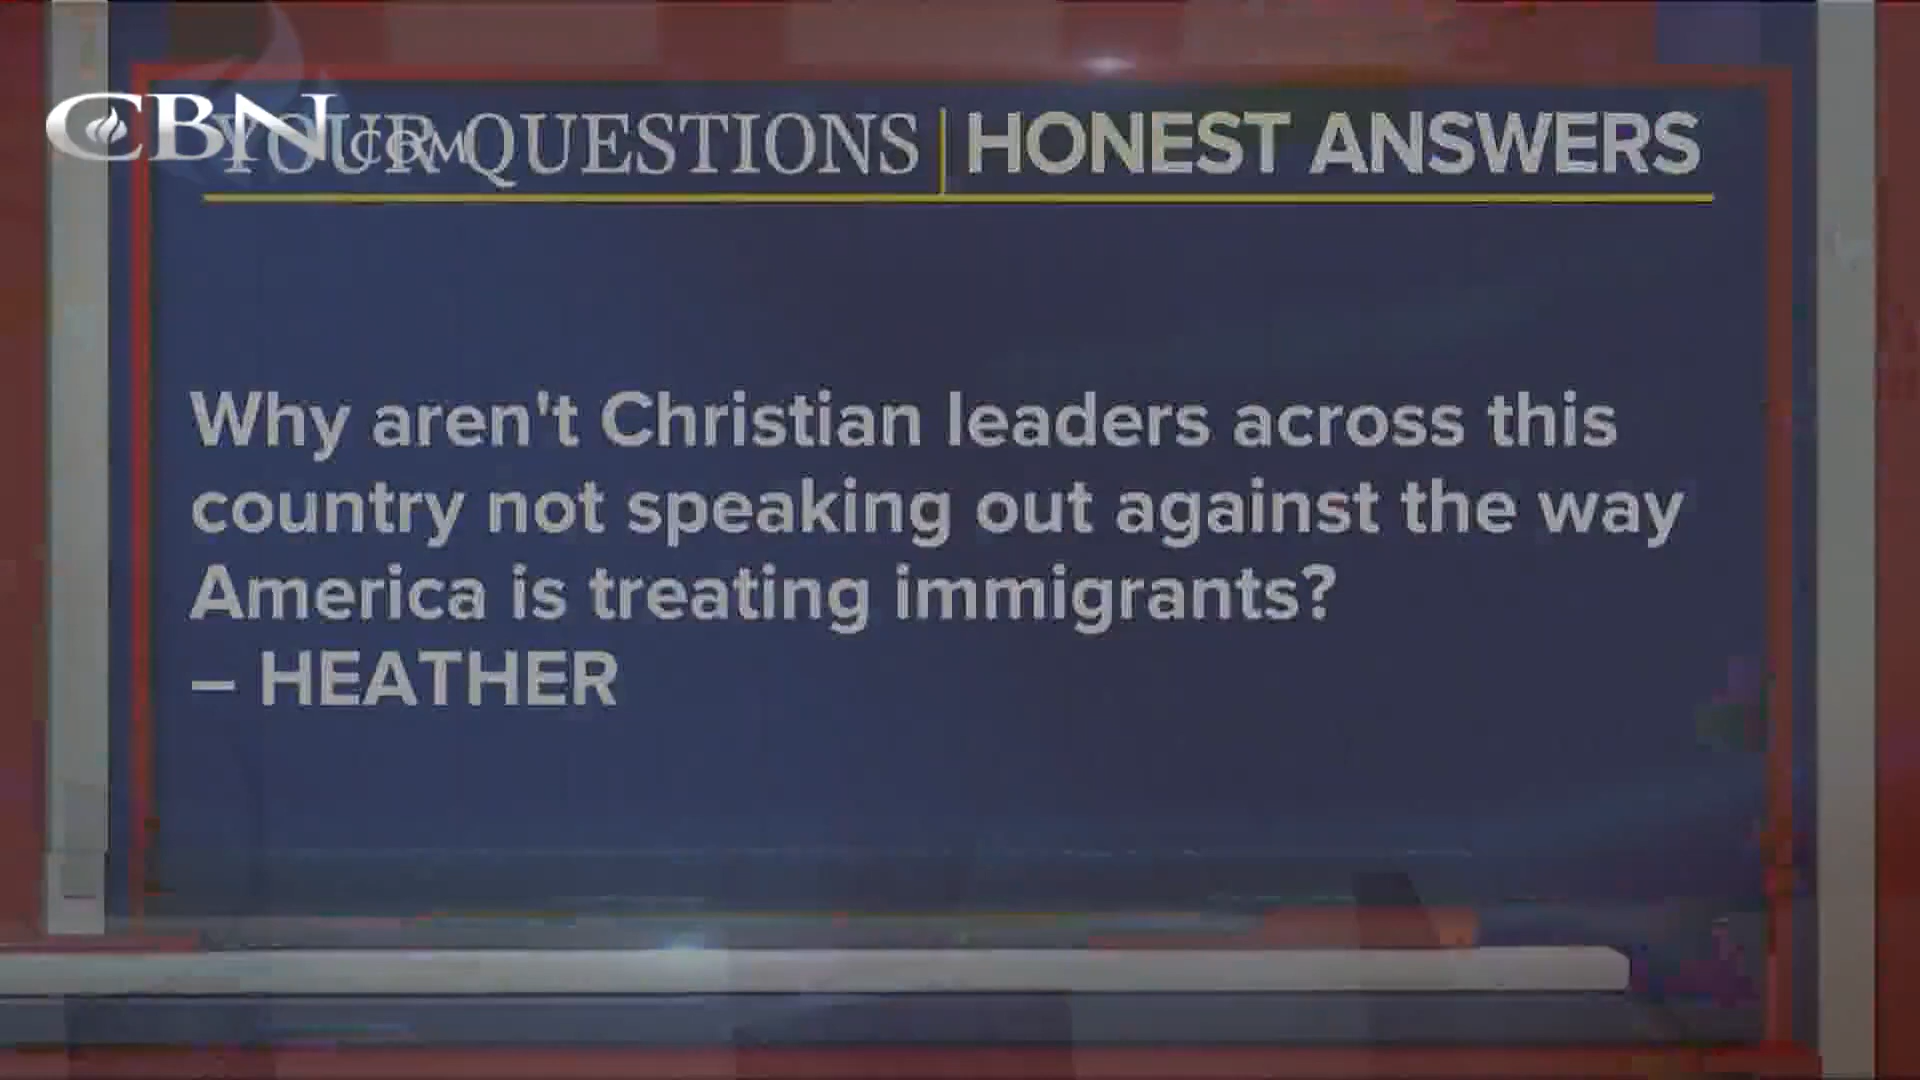 CBN.COM
YOUR QUESTIONS | HONEST ANSWERS
Why aren't Christian leaders across this
country not speaking out against the way
America is treating immigrants?
– HEATHER